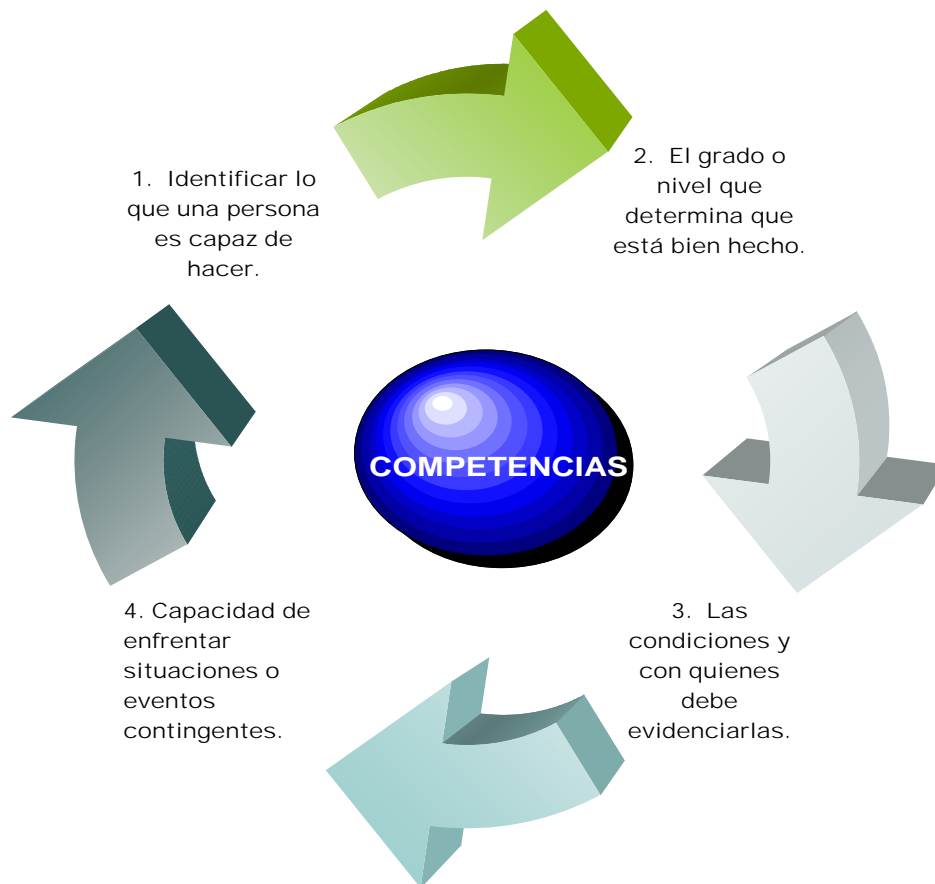 1. Identificar lo
que una persona
es capaz de
hacer.
2. El grado o
nivel que
determina que
está bien hecho.
COMPETENCIAS
3. Las
condiciones y
con quienes
debe
evidenciarlas.
4. Capacidad de
enfrentar
situaciones o
eventos
contingentes.